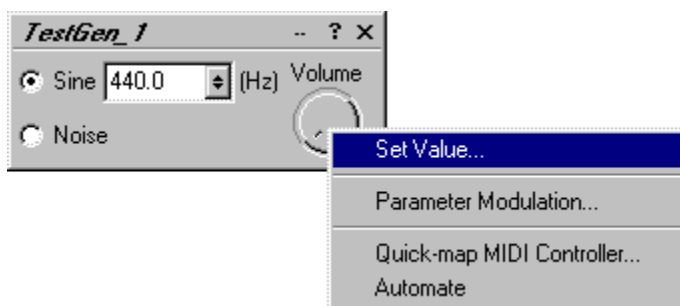 TestGen_1 -- ? X
Sine 440.0 (Hz) Volume
Noise
Set Value...
Parameter Modulation...
Quick-map MIDI Controller...
Automate